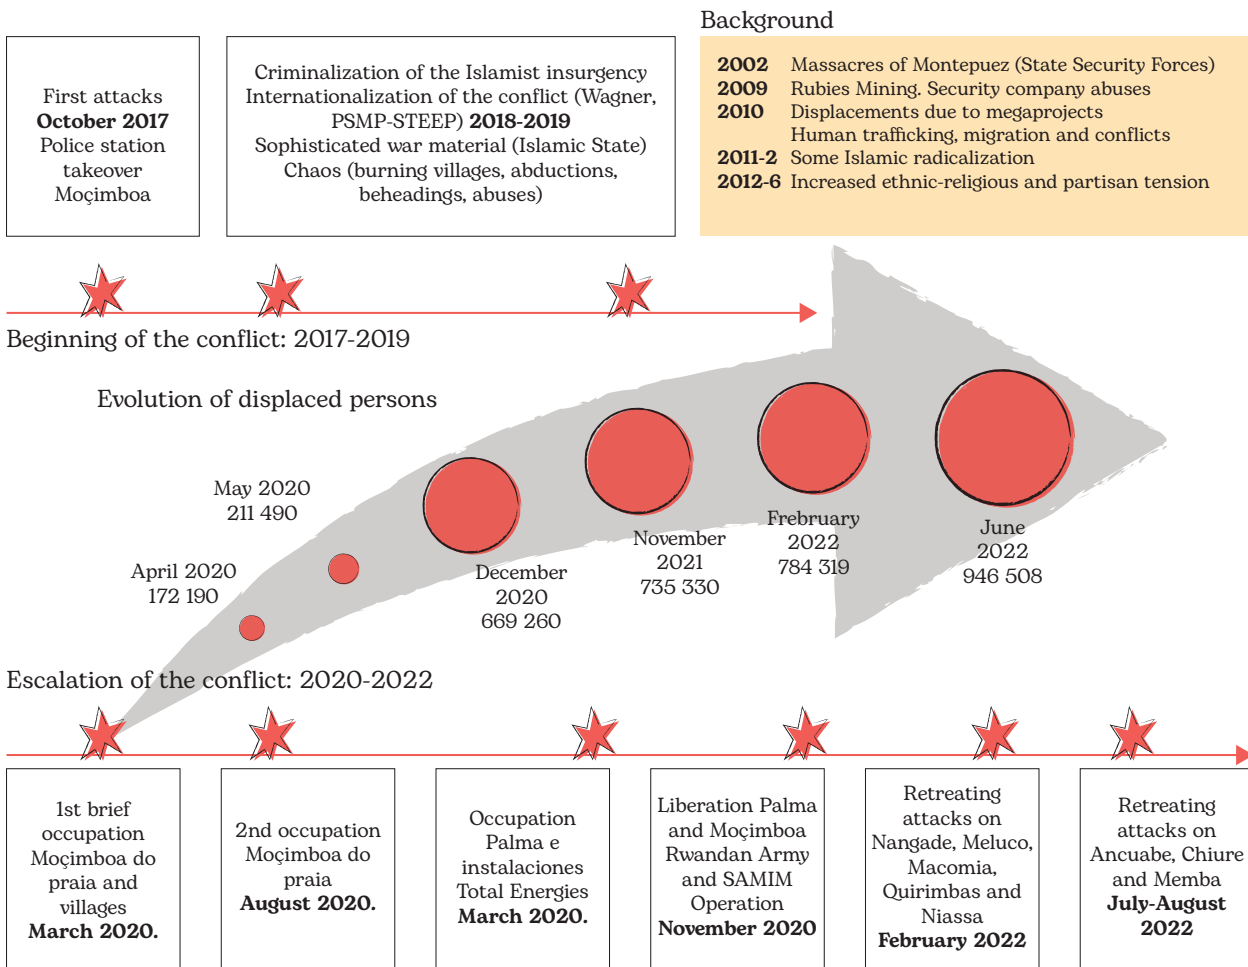 Background
First attacks
October 2017
Police station
takeover
Moçimboa
Criminalization of the Islamist insurgency
Internationalization of the conflict (Wagner,
PSMP-STEEP) 2018-2019
Sophisticated war material (Islamic State)
Chaos (burning villages, abductions,
beheadings, abuses)
2002 Massacres of Montepuez (State Security Forces)
2009 Rubies Mining. Security company abuses
2010 Displacements due to megaprojects
Human trafficking, migration and conflicts
2011-2 Some Islamic radicalization
2012-6 Increased ethnic-religious and partisan tension
Beginning of the conflict: 2017-2019
Evolution of displaced persons
April 2020
172 190
May 2020
211 490
December
2020
669 260
November
2021
735 330
Frebruary
2022
784 319
June
2022
946 508
Escalation of the conflict: 2020-2022
1st brief
occupation
Moçimboa do
praia and
villages
March 2020.
2nd occupation
Moçimboa do
praia
August 2020.
Occupation
Palma e
instalaciones
Total Energies
March 2020.
Liberation Palma
and Moçimboa
Rwandan Army
and SAMIM
Operation
November 2020
Retreating
attacks on
Nangade, Meluco,
Macomia,
Quirimbas and
Niassa
February 2022
Retreating
attacks on
Ancuabe, Chiure
and Memba
July-August
2022